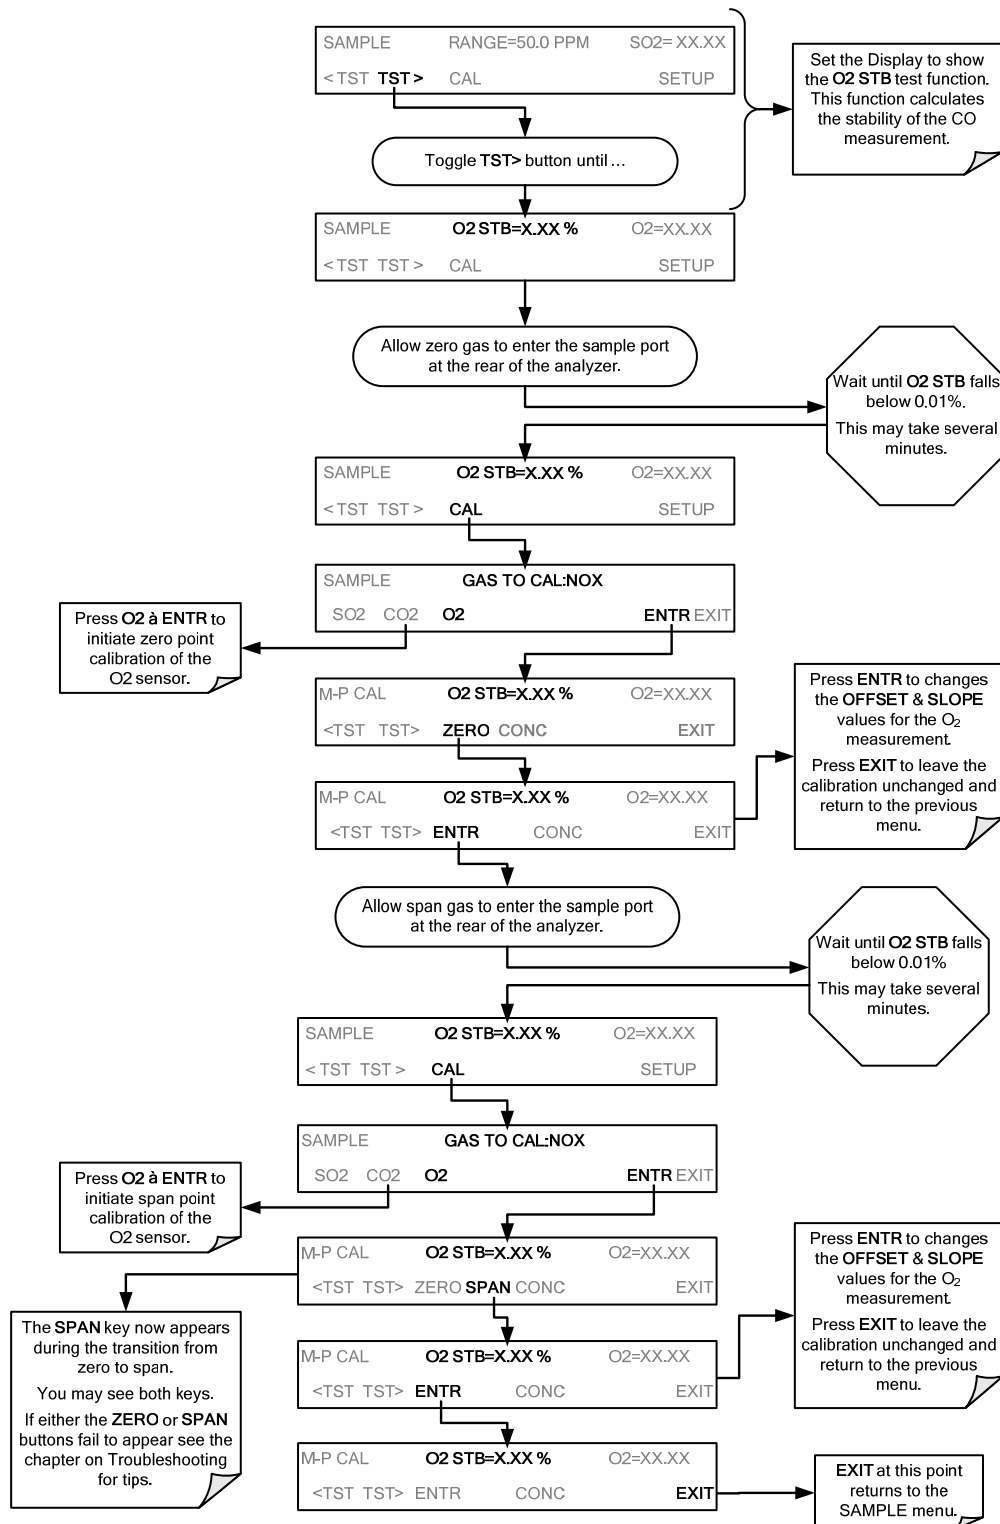 SAMPLE RANGE=50.0 PPM SO2= XX.XX
< TST TST > CAL SETUP
Set the Display to show
the O2 STB test function.
This function calculates
the stability of the CO
measurement.
Toggle TST> button until ...
SAMPLE O2 STB=X.XX % O2=XX.XX
< TST TST > CAL SETUP
Allow zero gas to enter the sample port
at the rear of the analyzer.
Wait until O2 STB falls
below 0.01%.
This may take several
minutes.
SAMPLE O2 STB=X.XX % O2=XX.XX
< TST TST > CAL SETUP
SAMPLE GAS TO CAL:NOX
SO2 CO2 O2 ENTR EXIT
Press O2 à ENTR to
initiate zero point
calibration of the
O2 sensor.
M-P CAL O2 STB=X.XX % O2=XX.XX
<TST TST> ZERO CONC EXIT
Press ENTR to changes
the OFFSET & SLOPE
values for the O2
measurement.
Press EXIT to leave the
calibration unchanged and
return to the previous
menu.
M-P CAL O2 STB=X.XX % O2=XX.XX
<TST TST> ENTR CONC EXIT
Allow span gas to enter the sample port
at the rear of the analyzer.
Wait until O2 STB falls
below 0.01%
This may take several
minutes.
SAMPLE O2 STB=X.XX % O2=XX.XX
< TST TST > CAL SETUP
SAMPLE GAS TO CAL:NOX
SO2 CO2 O2 ENTR EXIT
Press O2 à ENTR to
initiate span point
calibration of the
O2 sensor.
M-P CAL O2 STB=X.XX % O2=XX.XX
<TST TST> ZERO SPAN CONC EXIT
Press ENTR to changes
the OFFSET & SLOPE
values for the O2
measurement.
Press EXIT to leave the
calibration unchanged and
return to the previous
menu.
The SPAN key now appears
during the transition from
zero to span.
You may see both keys.
If either the ZERO or SPAN
buttons fail to appear see the
chapter on Troubleshooting
for tips.
M-P CAL O2 STB=X.XX % O2=XX.XX
<TST TST> ENTR CONC EXIT
M-P CAL O2 STB=X.XX % O2=XX.XX
<TST TST> ENTR CONC EXIT
EXIT at this point
returns to the
SAMPLE menu.